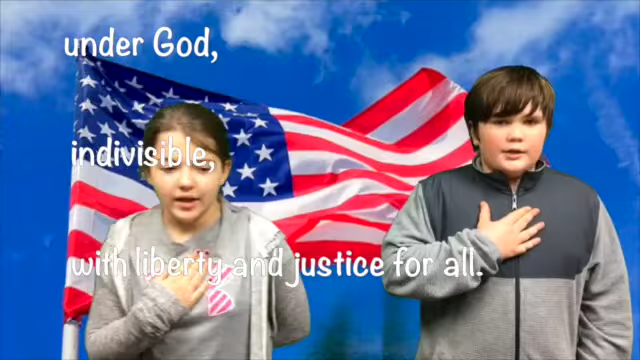 under God,
indivisible,
with liberty and justice for all.